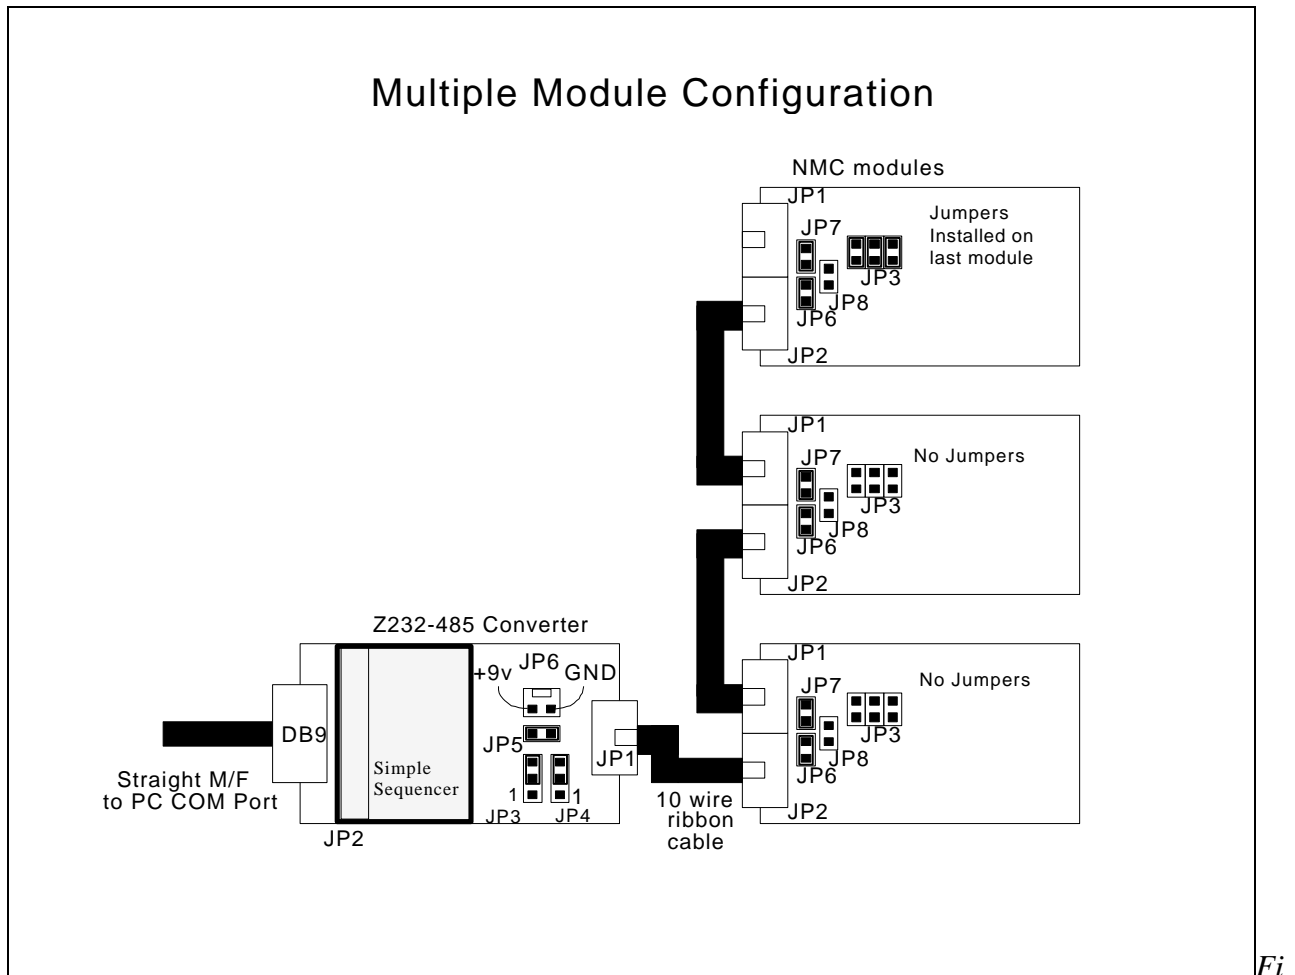 Multiple Module Configuration
NMC modules
JP1
JP7
Jumpers
Installed on
last module
JP3
JP8
JP6
JP2
JP1
JP7
No Jumpers
JP3
JP8
JP6
JP2
Z232-485 Converter
JP1
JP7
No Jumpers
JP3
JP8
JP6
JP2
JP6
+9v
GND
DB9
JP5
JP1
Simple
Sequencer
1
1
JP3
JP4
JP2
Straight M/F
to PC COM Port
10 wire
ribbon
cable
Fi